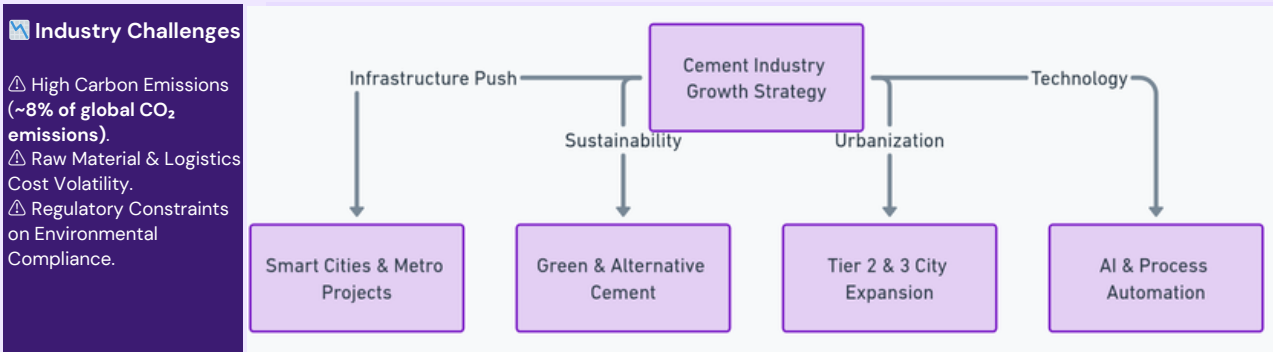 📉 Industry Challenges
⚠ High Carbon Emissions
(~8% of global CO₂
emissions).
⚠ Raw Material & Logistics
Cost Volatility.
⚠ Regulatory Constraints
on Environmental
Compliance.
Cement Industry
Growth Strategy
Infrastructure Push
Technology
Sustainability
Urbanization
Smart Cities & Metro
Projects
Green & Alternative
Cement
Tier 2 & 3 City
Expansion
AI & Process
Automation